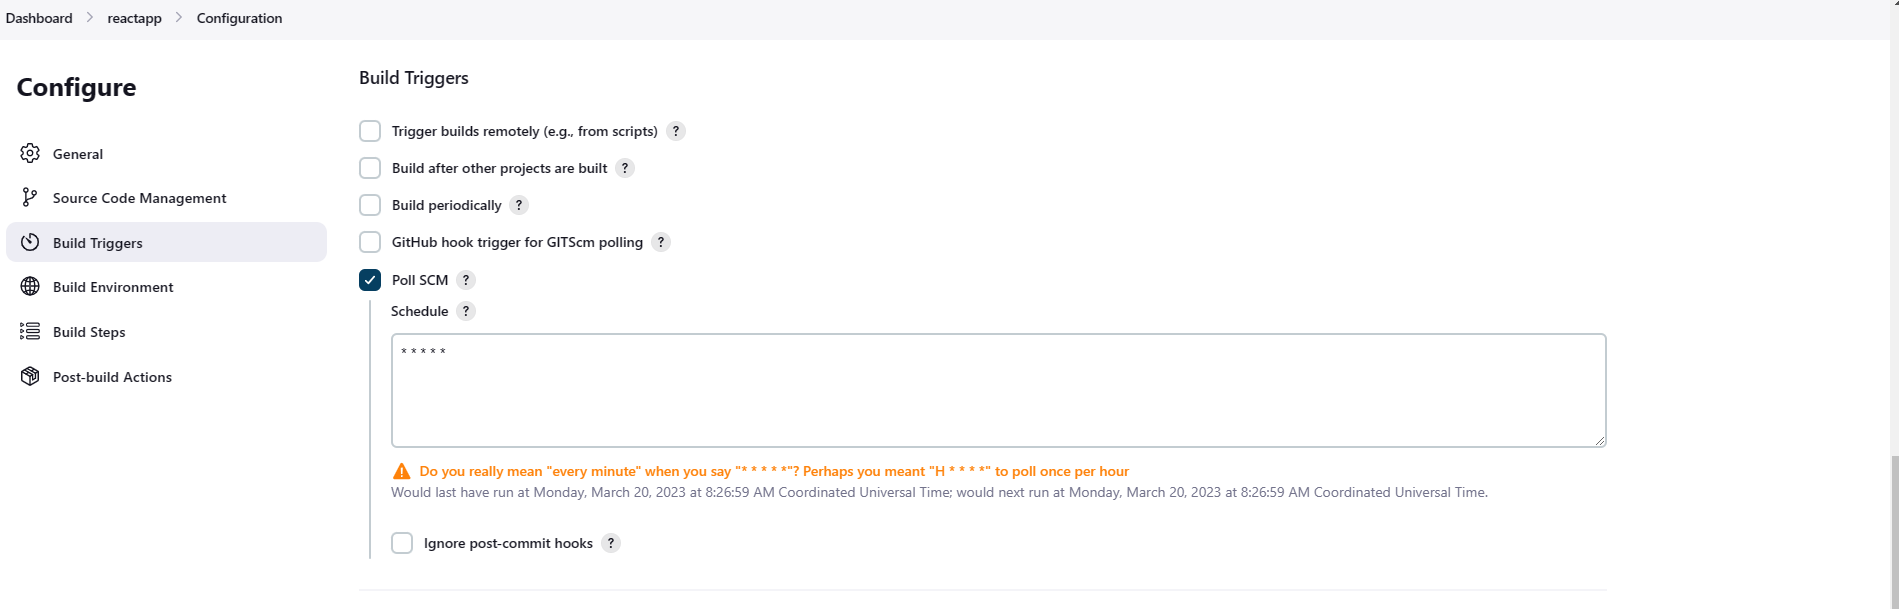 Dashboard > reactapp > Configuration
Configure
General
Source Code Management
Build Triggers
Build Environment
Build Steps
Post-build Actions
Build Triggers
Trigger builds remotely (e.g., from scripts) ?
Build after other projects are built ?
Build periodically ?
GitHub hook trigger for GITScm polling ?
Poll SCM ?
Schedule ?
* * * * *
Do you really mean "every minute" when you say "* * * * *"? Perhaps you meant "H * * * *" to poll once per hour
Would last have run at Monday, March 20, 2023 at 8:26:59 AM Coordinated Universal Time; would next run at Monday, March 20, 2023 at 8:26:59 AM Coordinated Universal Time.
Ignore post-commit hooks ?